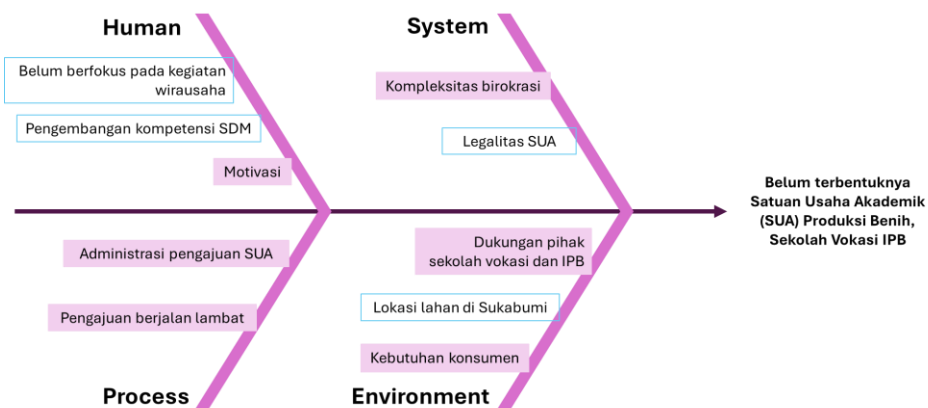 Human
System
Belum berfokus pada kegiatan
wirausaha
Kompleksitas birokrasi
Pengembangan kompetensi SDM
Legalitas SUA
Motivasi
Belum terbentuknya
Satuan Usaha Akademik
(SUA) Produksi Benih,
Sekolah Vokasi IPB
Administrasi pengajuan SUA
Dukungan pihak
sekolah vokasi dan IPB
Pengajuan berjalan lambat
Lokasi lahan di Sukabumi
Kebutuhan konsumen
Process
Environment